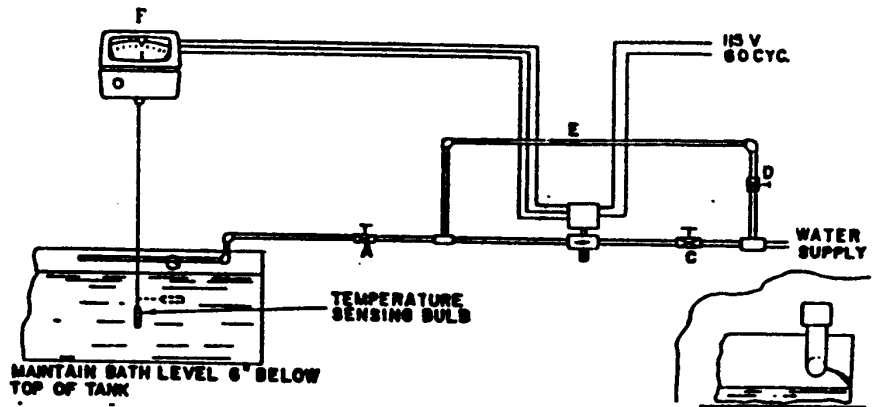 F
115 V
60 CYC.
E
D
A
B
C
WATER
SUPPLY
TEMPERATURE
SENSING BULB
MAINTAIN BATH LEVEL 6" BELOW
TOP OF TANK